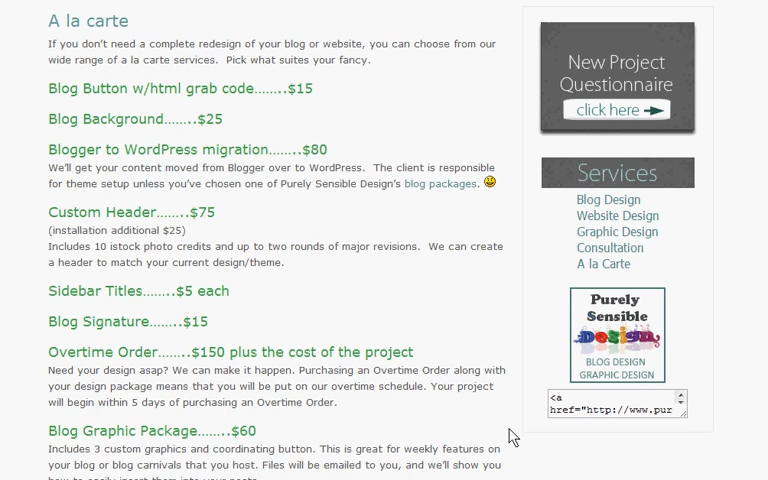 A la carte
If you don't need a complete redesign of your blog or website, you can choose from our
wide range of a la carte services.  Pick what suites your fancy.
Blog Button w/html grab code……..$15
Blog Background……..$25
Blogger to WordPress migration……..$80
We'll get your content moved from Blogger over to WordPress.  The client is responsible
for theme setup unless you've chosen one of Purely Sensible Design's blog packages.
Custom Header……..$75
(installation additional $25)
Includes 10 istock photo credits and up to two rounds of major revisions.  We can create
a header to match your current design/theme.
Sidebar Titles……..$5 each
Blog Signature……..$15
Overtime Order……..$150 plus the cost of the project
Need your design asap? We can make it happen. Purchasing an Overtime Order along with
your design package means that you will be put on our overtime schedule. Your project
will begin within 5 days of purchasing an Overtime Order.
Blog Graphic Package……..$60
Includes 3 custom graphics and coordinating button. This is great for weekly features on
your blog or blog carnivals that you host. Files will be emailed to you, and we'll show you
how to easily insert them into your posts.
New Project
Questionnaire
click here
Services
Blog Design
Website Design
Graphic Design
Consultation
A la Carte
Purely
Sensible
Design
BLOG DESIGN
GRAPHIC DESIGN
<a
href="http://www.pur